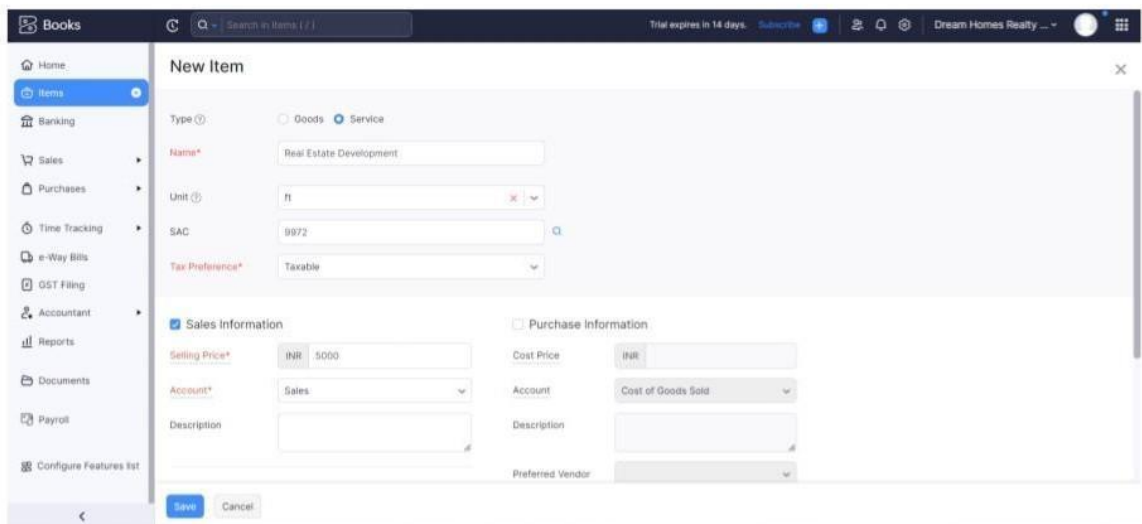 Books
Search in Items ( / )
Trial expires in 14 days. Subscribe
Dream Homes Realty ...
Home
Items
Banking
Sales
Purchases
Time Tracking
e-Way Bills
GST Filing
Accountant
Reports
Documents
Payroll
Configure Features list
New Item
Type
Goods Service
Name*
Real Estate Development
Unit
ft
SAC
9972
Tax Preference*
Taxable
Sales Information
Selling Price*
INR 5000
Account*
Sales
Description
Purchase Information
Cost Price
INR
Account
Cost of Goods Sold
Description
Preferred Vendor
Save Cancel